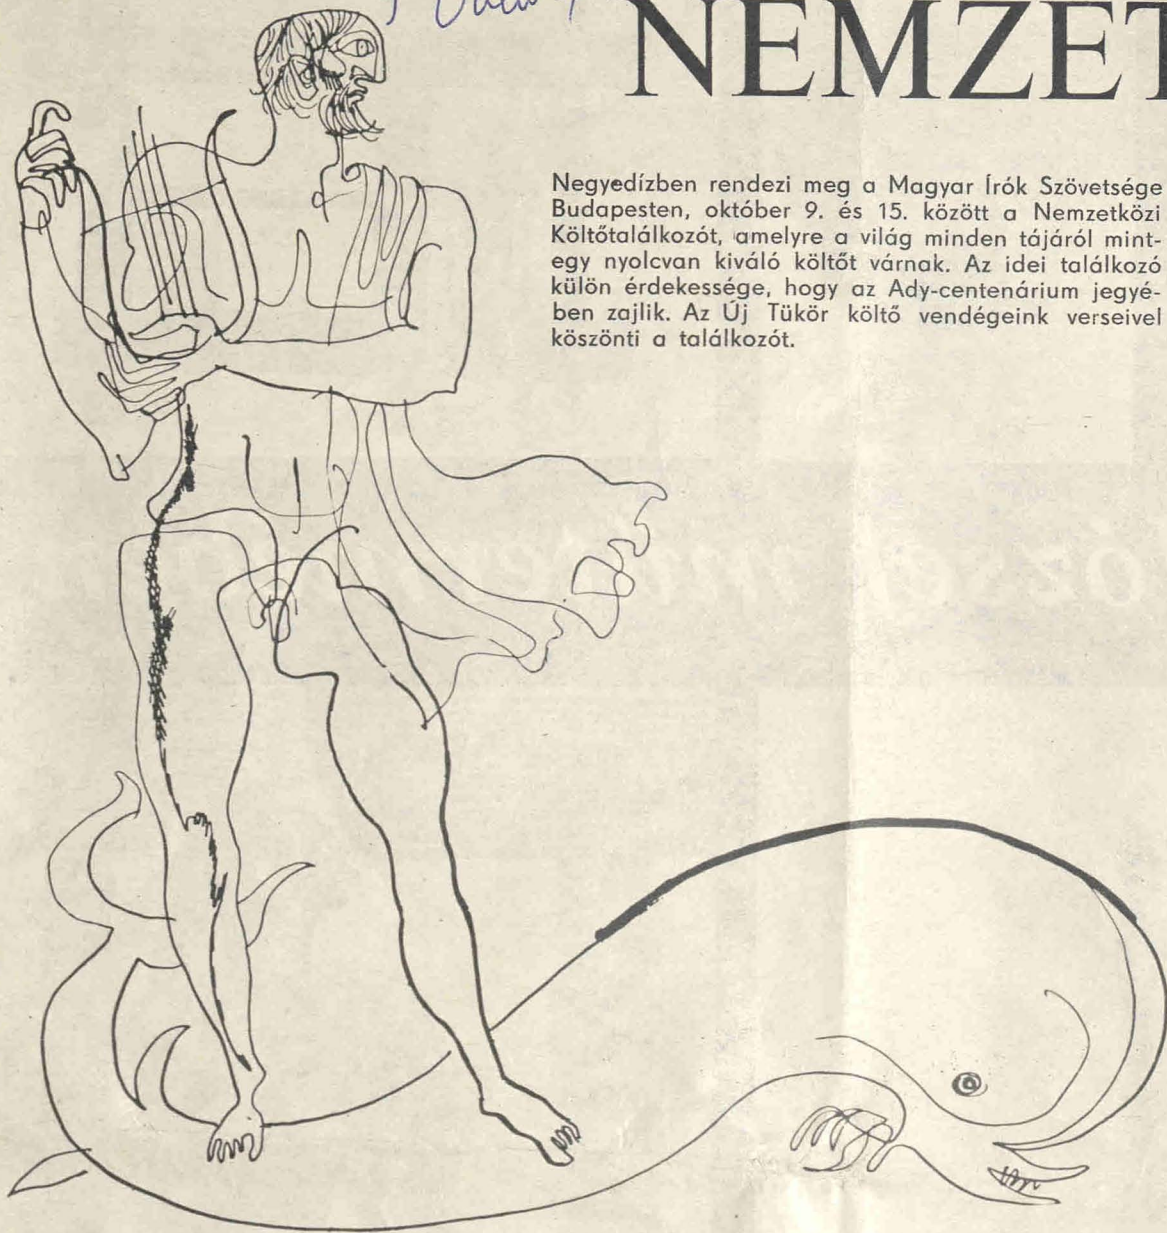 NEMZET
Negyedízben rendezi meg a Magyar Írók Szövetsége
Budapesten, október 9. és 15. között a Nemzetközi
Költőtalálkozót, amelyre a világ minden tájáról mint-
egy nyolcvan kiváló költőt várnak. Az idei találkozó
külön érdekessége, hogy az Ady-centenárium jegyé-
ben zajlik. Az Új Tükör költő vendégeink verseivel
köszönti a találkozót.